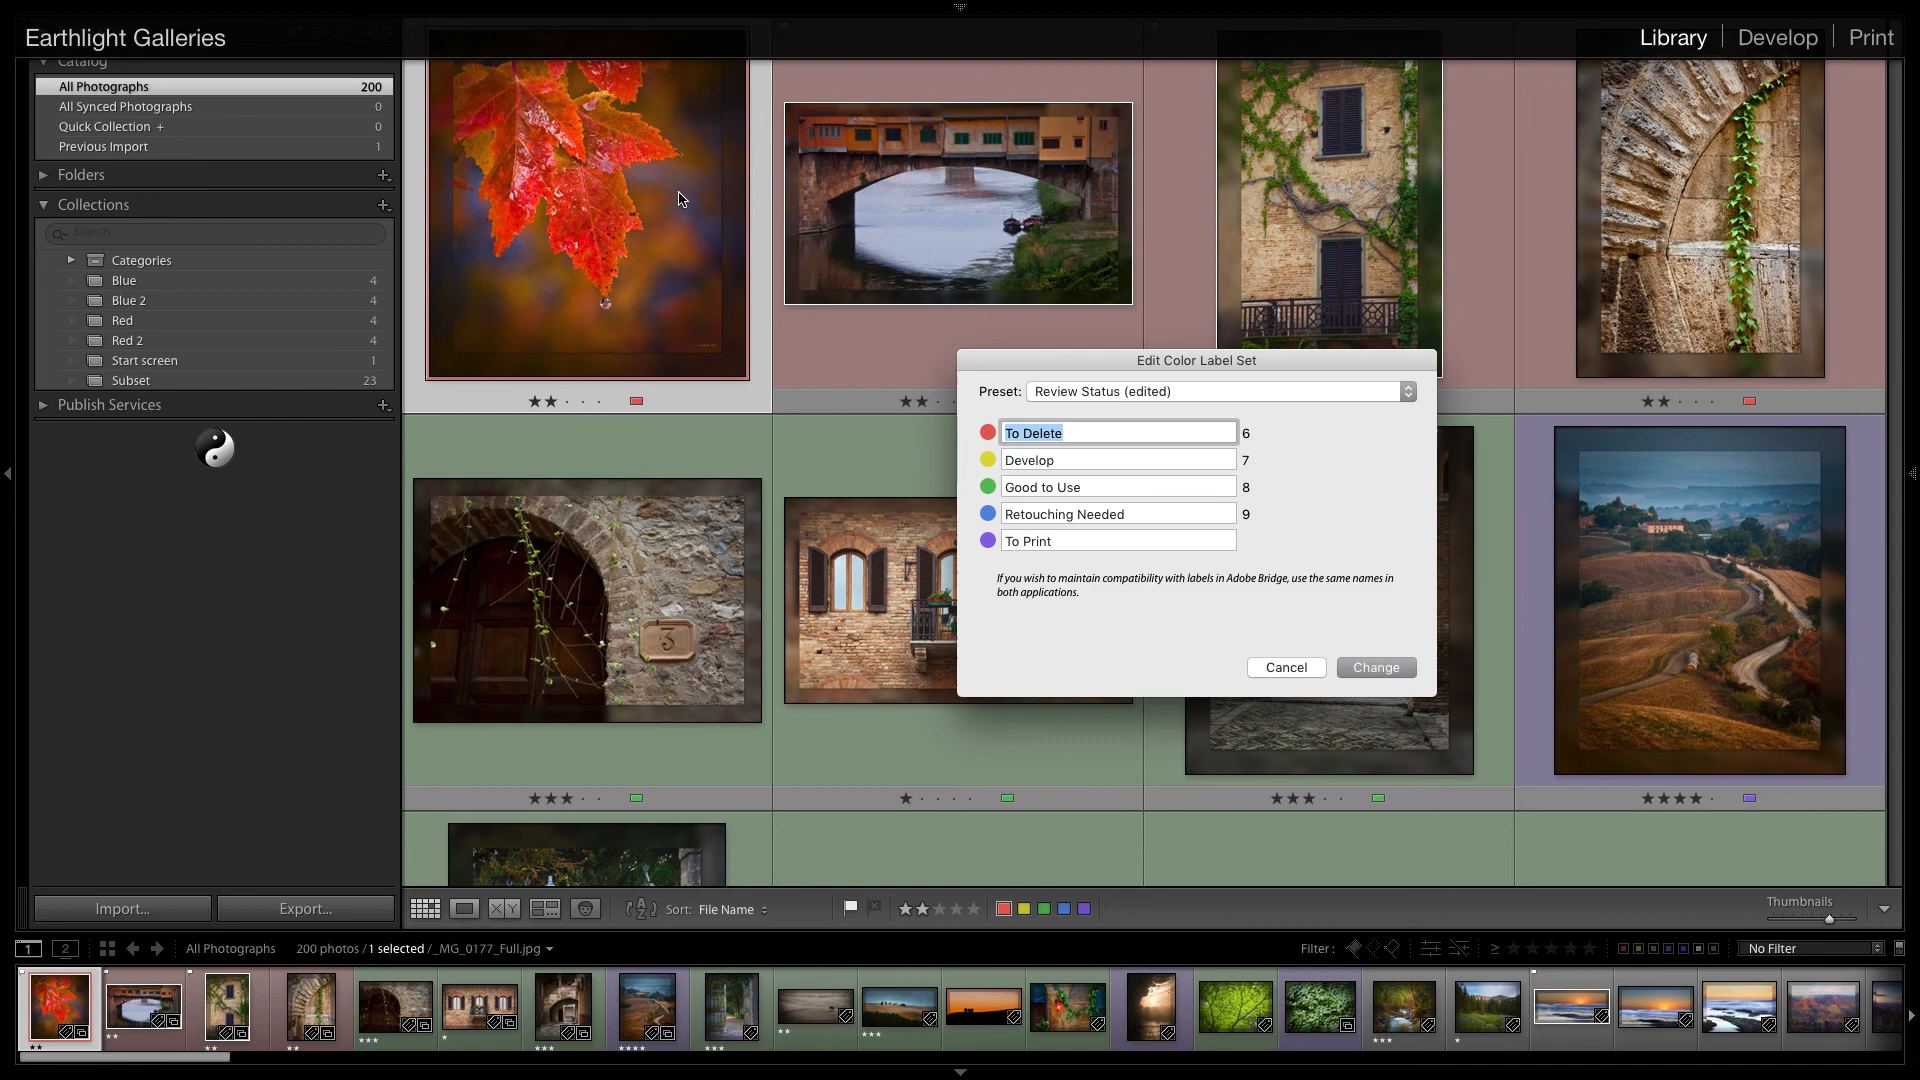 Earthlight Galleries
Library
Develop
Print
Catalog
All Photographs 200
All Synced Photographs 0
Quick Collection + 0
Previous Import 1
Folders
Collections
Search
Categories
Blue 4
Blue 2 4
Red 4
Red 2 4
Start screen 1
Subset 23
Publish Services
3
Edit Color Label Set
Preset: Review Status (edited)
To Delete 6
Develop 7
Good to Use 8
Retouching Needed 9
To Print
If you wish to maintain compatibility with labels in Adobe Bridge, use the same names in
both applications.
Cancel
Change
Import...
Export...
X Y
Sort: File Name
Thumbnails
1
2
All Photographs
200 photos / 1 selected / _MG_0177_Full.jpg
Filter :
≥
No Filter